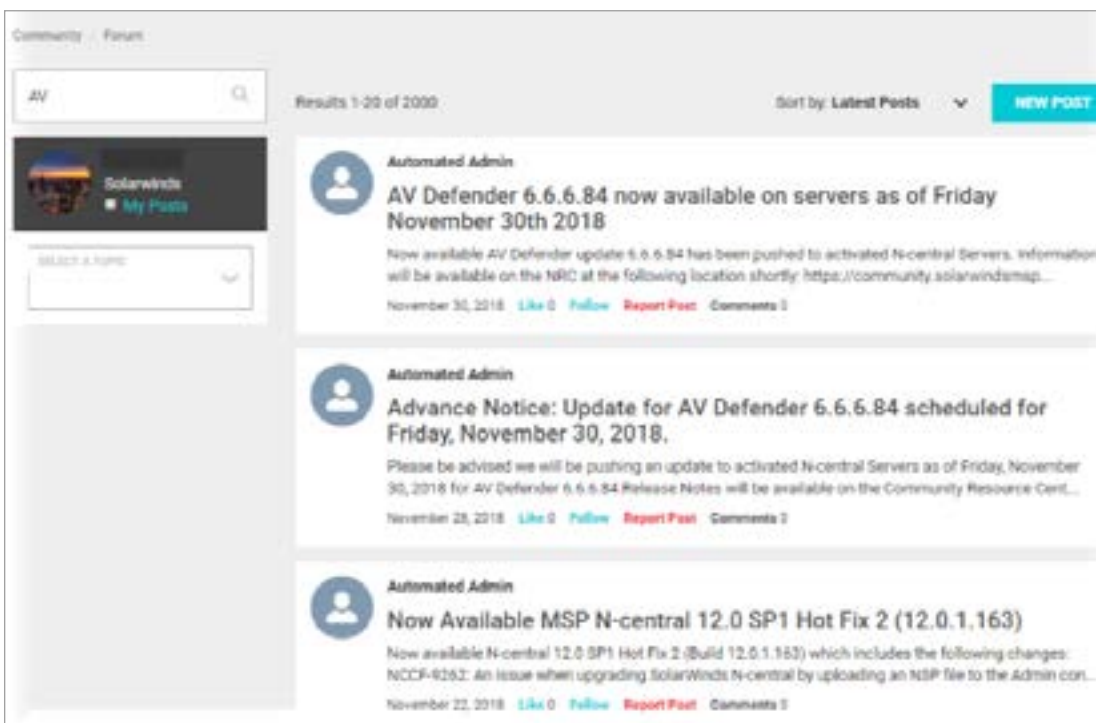 Community / Forum
AV
Results 1-20 of 2000
Sort by: Latest Posts
NEW POST
Solarwinds
My Posts
SELECT A TOPIC
Automated Admin
AV Defender 6.6.6.84 now available on servers as of Friday
November 30th 2018
Now available AV Defender update 6.6.6.84 has been pushed to activated N-central Servers. Information
will be available on the NRC at the following location shortly: https://community.solarwindsmsp...
November 30, 2018 Like 0 Follow Report Post Comments 0
Automated Admin
Advance Notice: Update for AV Defender 6.6.6.84 scheduled for
Friday, November 30, 2018.
Please be advised we will be pushing an update to activated N-central Servers as of Friday, November
30, 2018 for AV Defender 6.6.6.84 Release Notes will be available on the Community Resource Cent...
November 28, 2018 Like 0 Follow Report Post Comments 0
Automated Admin
Now Available MSP N-central 12.0 SP1 Hot Fix 2 (12.0.1.163)
Now available N-central 12.0 SP1 Hot Fix 2 (Build 12.0.1.163) which includes the following changes:
NCCF-9262: An issue when upgrading SolarWinds N-central by uploading an NSP file to the Admin con...
November 22, 2018 Like 0 Follow Report Post Comments 0